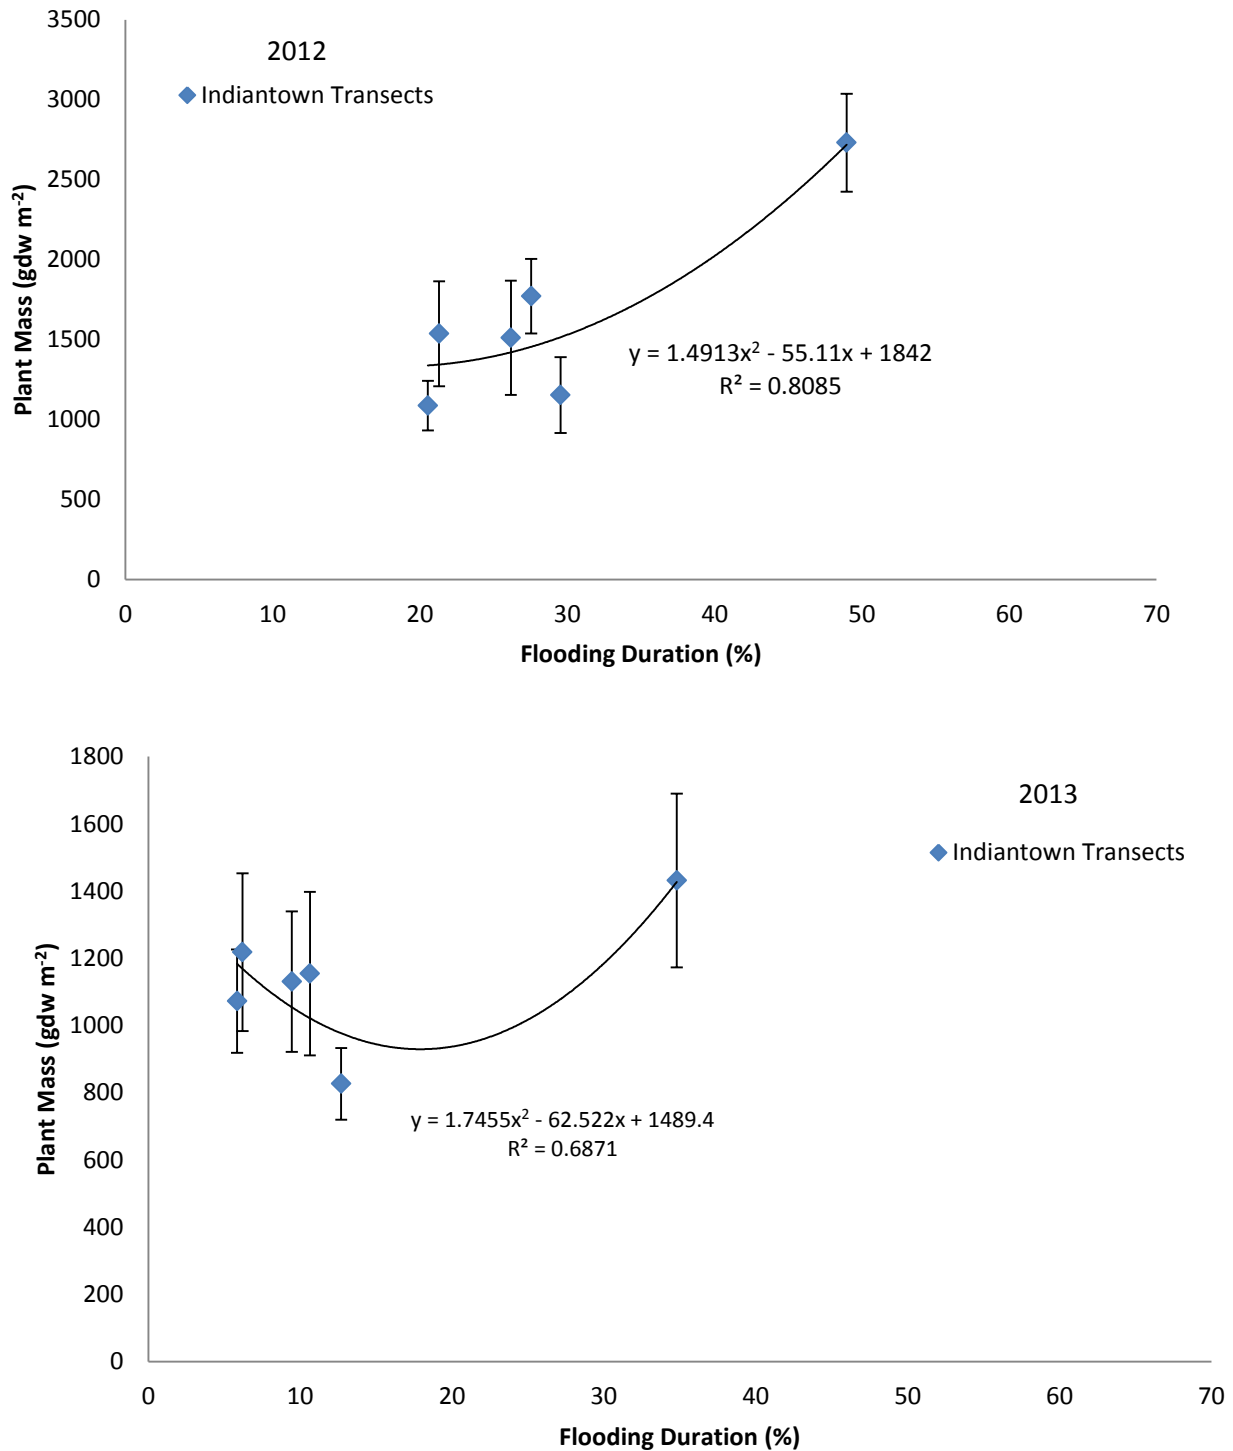 3500
2012
Indiantown Transects
3000
2500
2000
1500
1000
500
0
Plant Mass (gdw m⁻²)
y = 1.4913x² - 55.11x + 1842
R² = 0.8085
0 10 20 30 40 50 60 70
Flooding Duration (%)
1800
2013
1600
Indiantown Transects
1400
1200
1000
800
600
400
200
0
Plant Mass (gdw m⁻²)
y = 1.7455x² - 62.522x + 1489.4
R² = 0.6871
0 10 20 30 40 50 60 70
Flooding Duration (%)